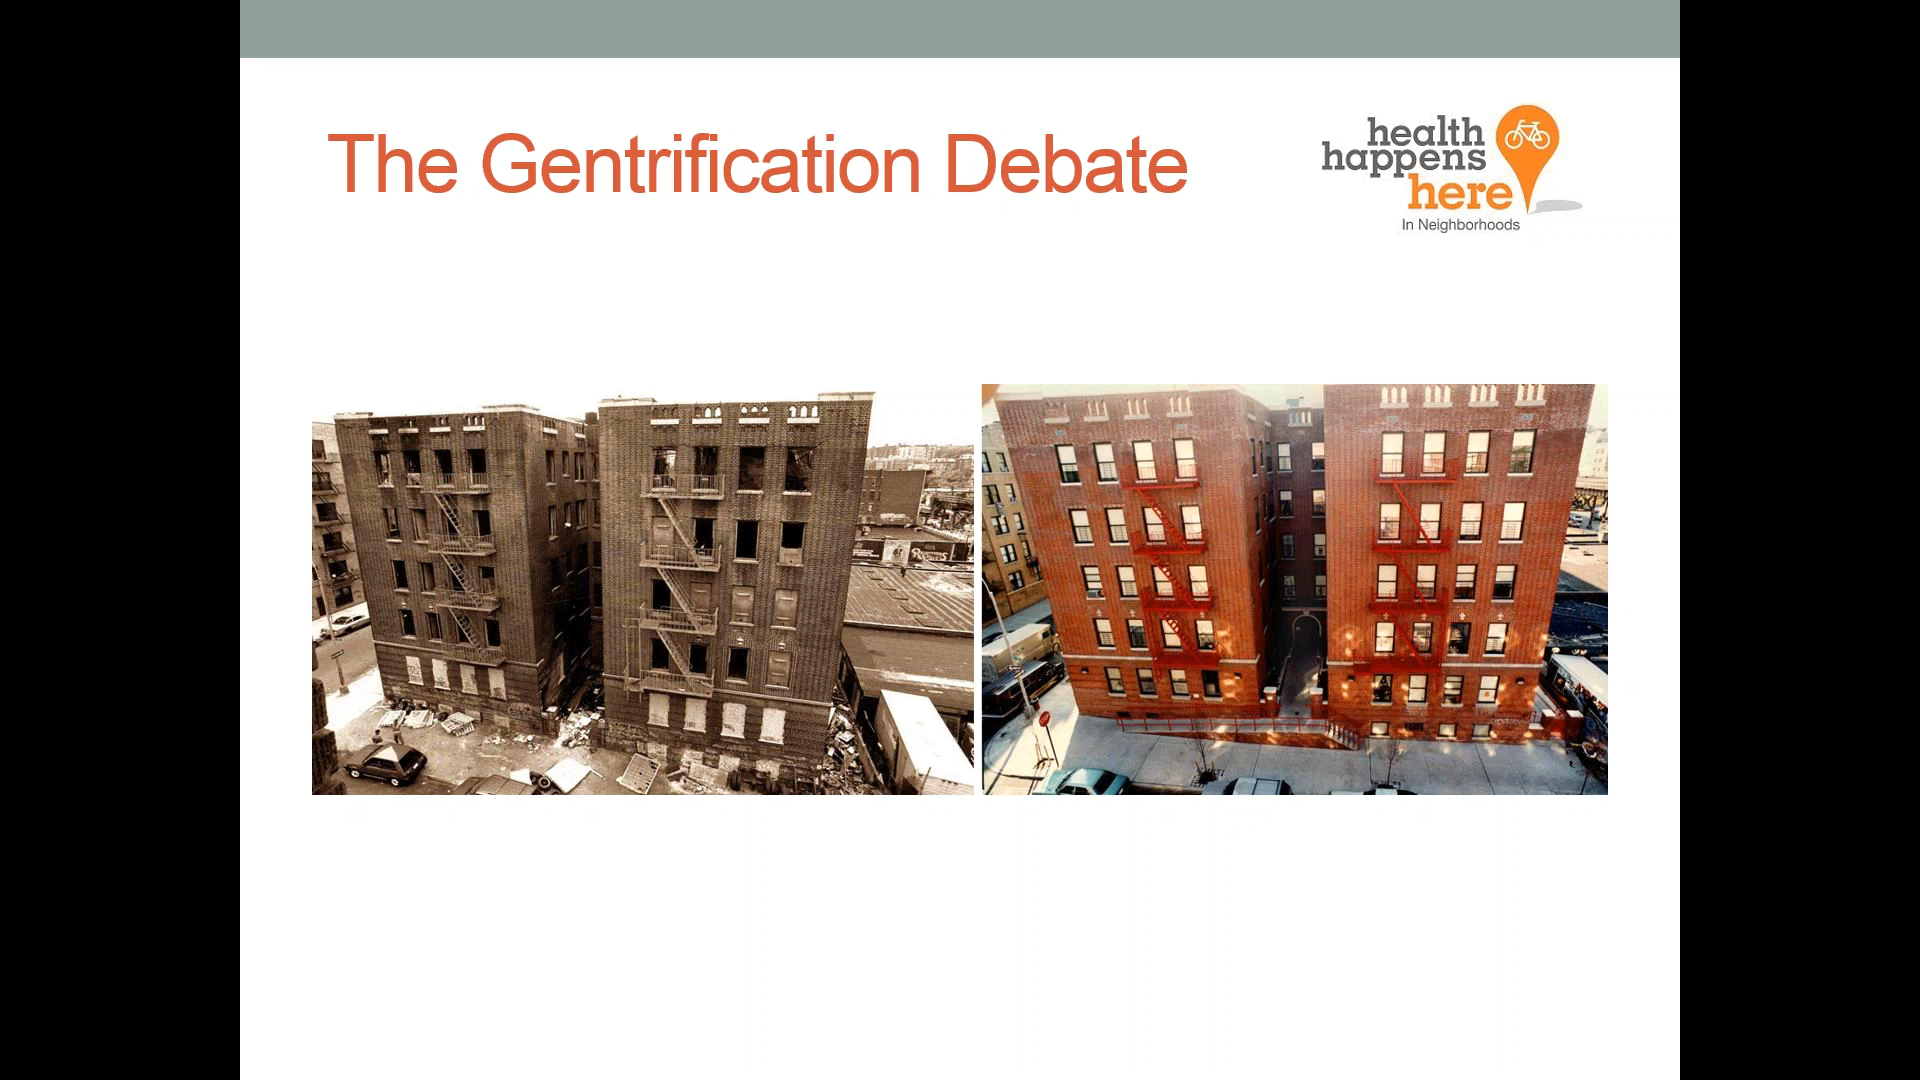 The Gentrification Debate
health
happens
here
In Neighborhoods